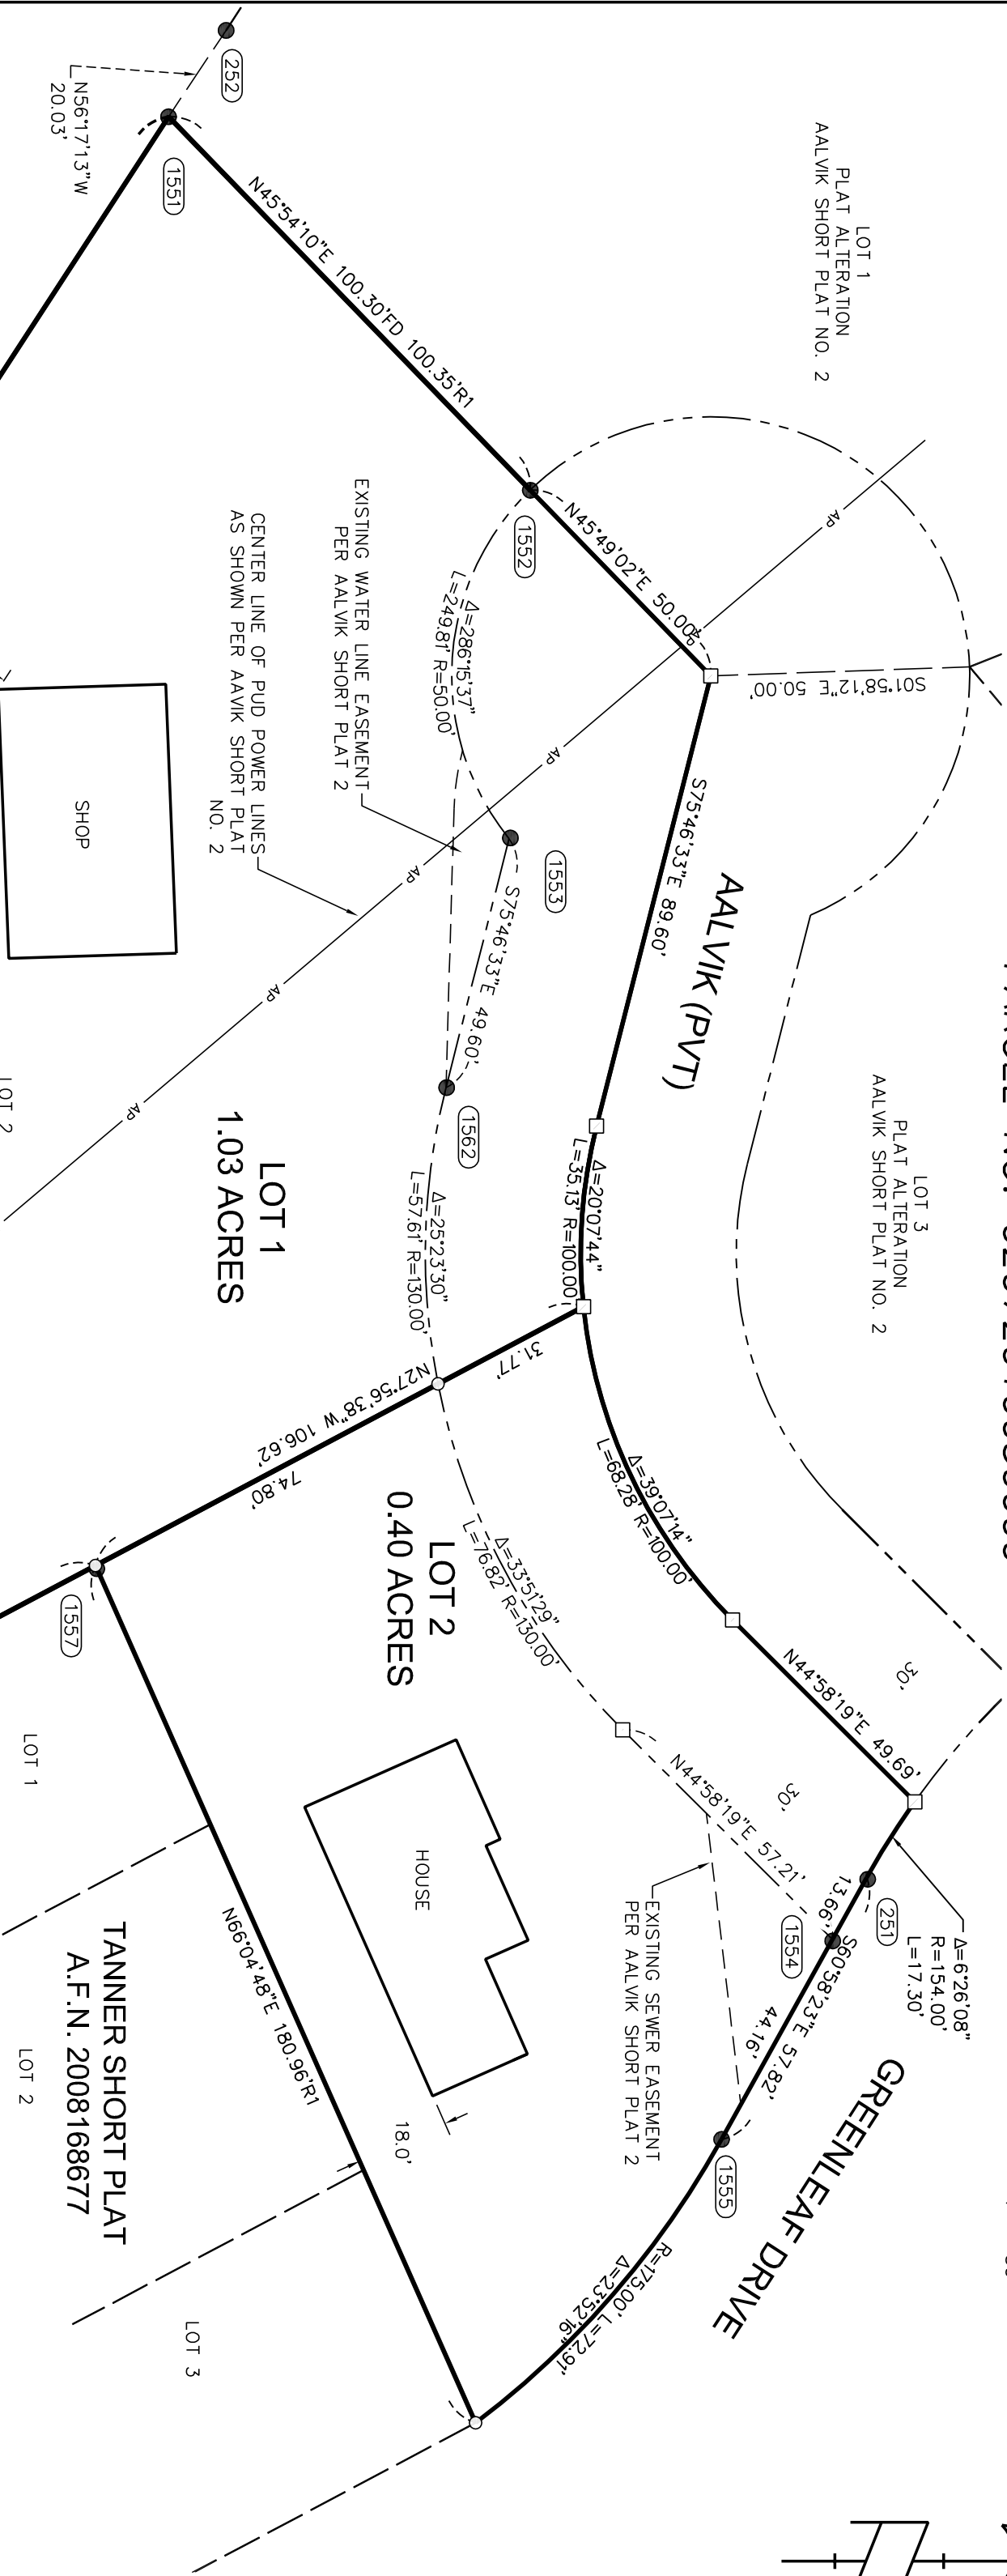 252
N56°17'13"W
20.03'
1551
N45°54'10"E 100.30'FD 100.35'R1
LOT 1
PLAT ALTERATION
AALVIK SHORT PLAT NO. 2
1552
N45°49'02"E 50.00'
S01°58'12"E 50.00'
Δ=286°15'37"
L=249.81' R=50.00'
EXISTING WATER LINE EASEMENT
PER AALVIK SHORT PLAT 2
CENTER LINE OF PUD POWER LINES
AS SHOWN PER AAVIK SHORT PLAT
NO. 2
SHOP
1553
S75°46'33"E 49.60'
1562
S75°46'33"E 89.60'
AALVIK (PVT)
LOT 3
PLAT ALTERATION
AALVIK SHORT PLAT NO. 2
LOT 2
LOT 1
1.03 ACRES
Δ=20°07'44"
L=35.13' R=100.00'
Δ=25°23'30"
L=57.61' R=130.00'
31.77'
N27°56'38"W 106.62'
74.80'
Δ=39°07'14"
L=68.28' R=100.00'
Δ=33°51'29"
L=76.82' R=130.00'
LOT 2
0.40 ACRES
1557
N44°58'19"E 49.69'
30'
30'
N44°58'19"E 57.21'
251
Δ=6°26'08"
R=154.00'
L=17.30'
13.66'
1554
S60°58'23"E 57.82'
44.16'
1555
GREENLEAF DRIVE
EXISTING SEWER EASEMENT
PER AALVIK SHORT PLAT 2
HOUSE
18.0'
R=175.00' L=72.91'
Δ=23°52'16"
N66°04'48"E 180.96'R1
LOT 1
TANNER SHORT PLAT
A.F.N. 2008168677
LOT 2
LOT 3